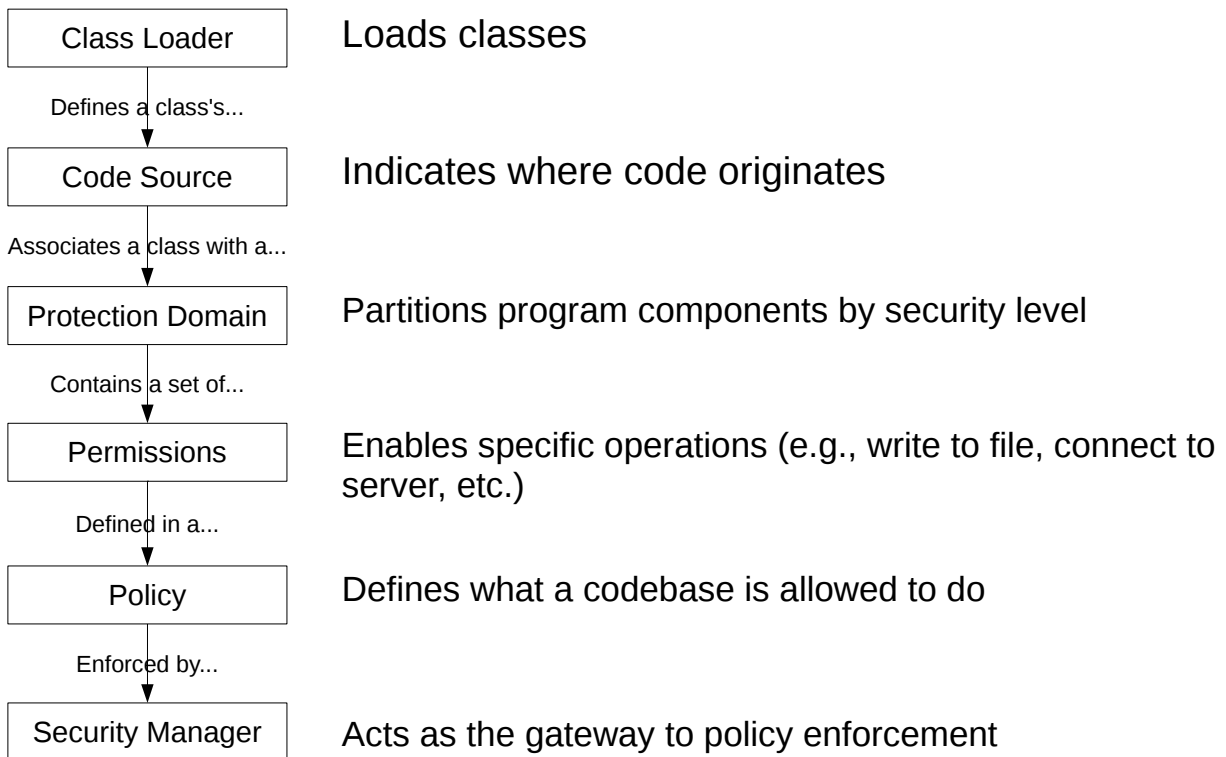 Class Loader
Loads classes
Defines a class's...
Code Source
Indicates where code originates
Associates a class with a...
Protection Domain
Partitions program components by security level
Contains a set of...
Permissions
Enables specific operations (e.g., write to file, connect to
server, etc.)
Defined in a...
Policy
Defines what a codebase is allowed to do
Enforced by...
Security Manager
Acts as the gateway to policy enforcement